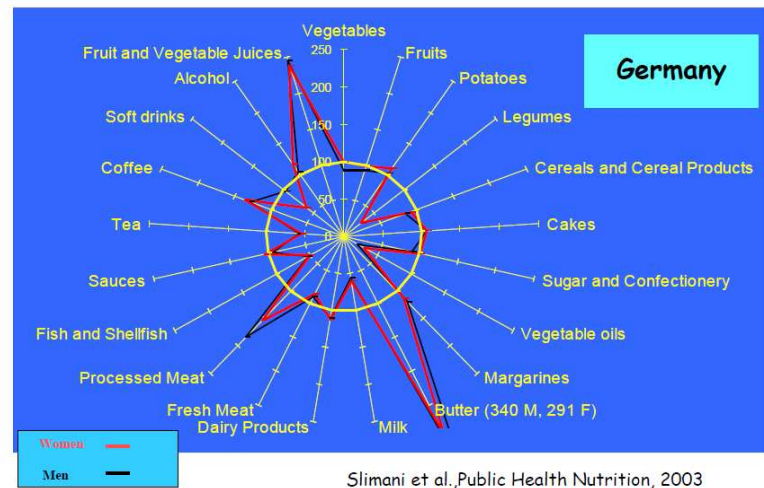 Germany
Vegetables
Fruits
Potatoes
Legumes
Cereals and Cereal Products
Cakes
Sugar and Confectionery
Vegetable oils
Margarines
Butter (340 M, 291 F)
Milk
Dairy Products
Fresh Meat
Processed Meat
Fish and Shellfish
Sauces
Tea
Coffee
Soft drinks
Alcohol
Fruit and Vegetable Juices
250
200
150
100
50
0
Women
Men
Slimani et al.,Public Health Nutrition, 2003